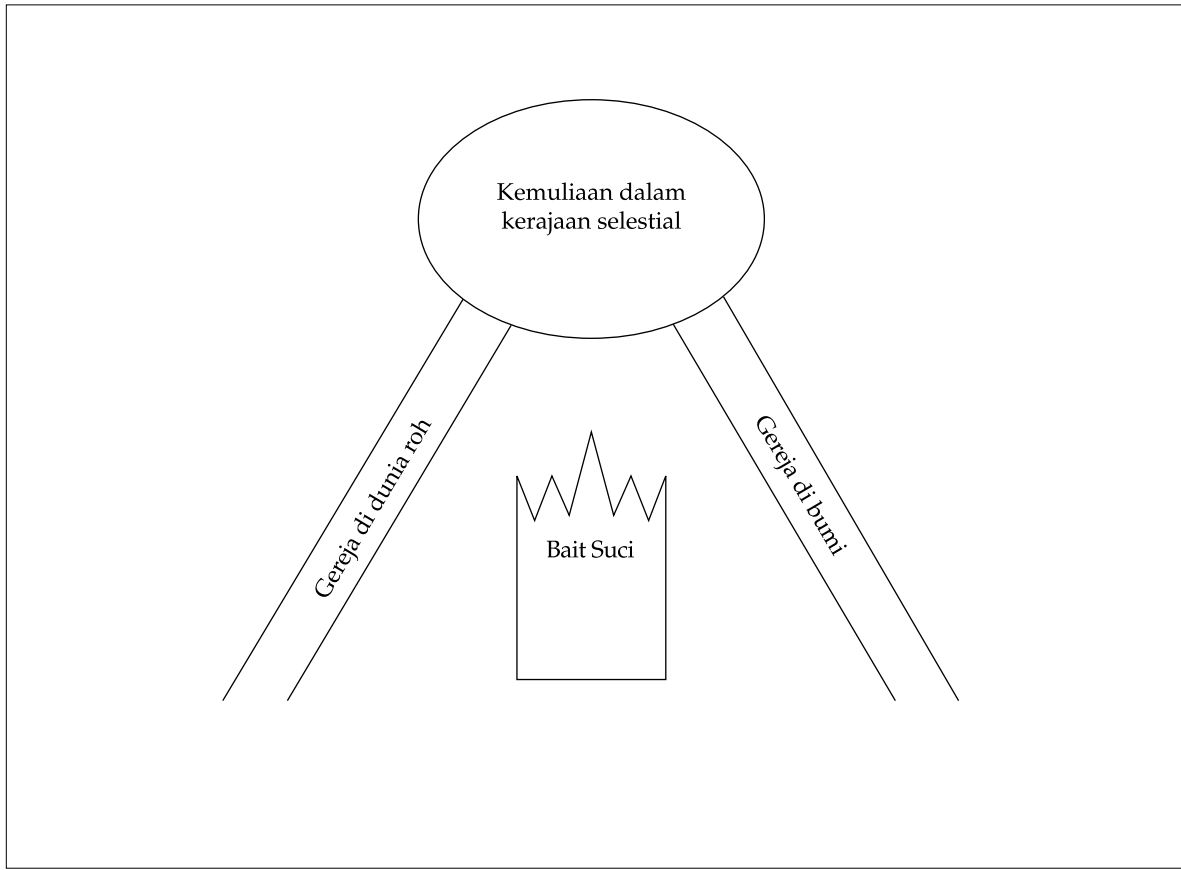 Kemuliaan dalam
kerajaan selestial
Gereja di dunia roh
Gereja di bumi
Bait Suci